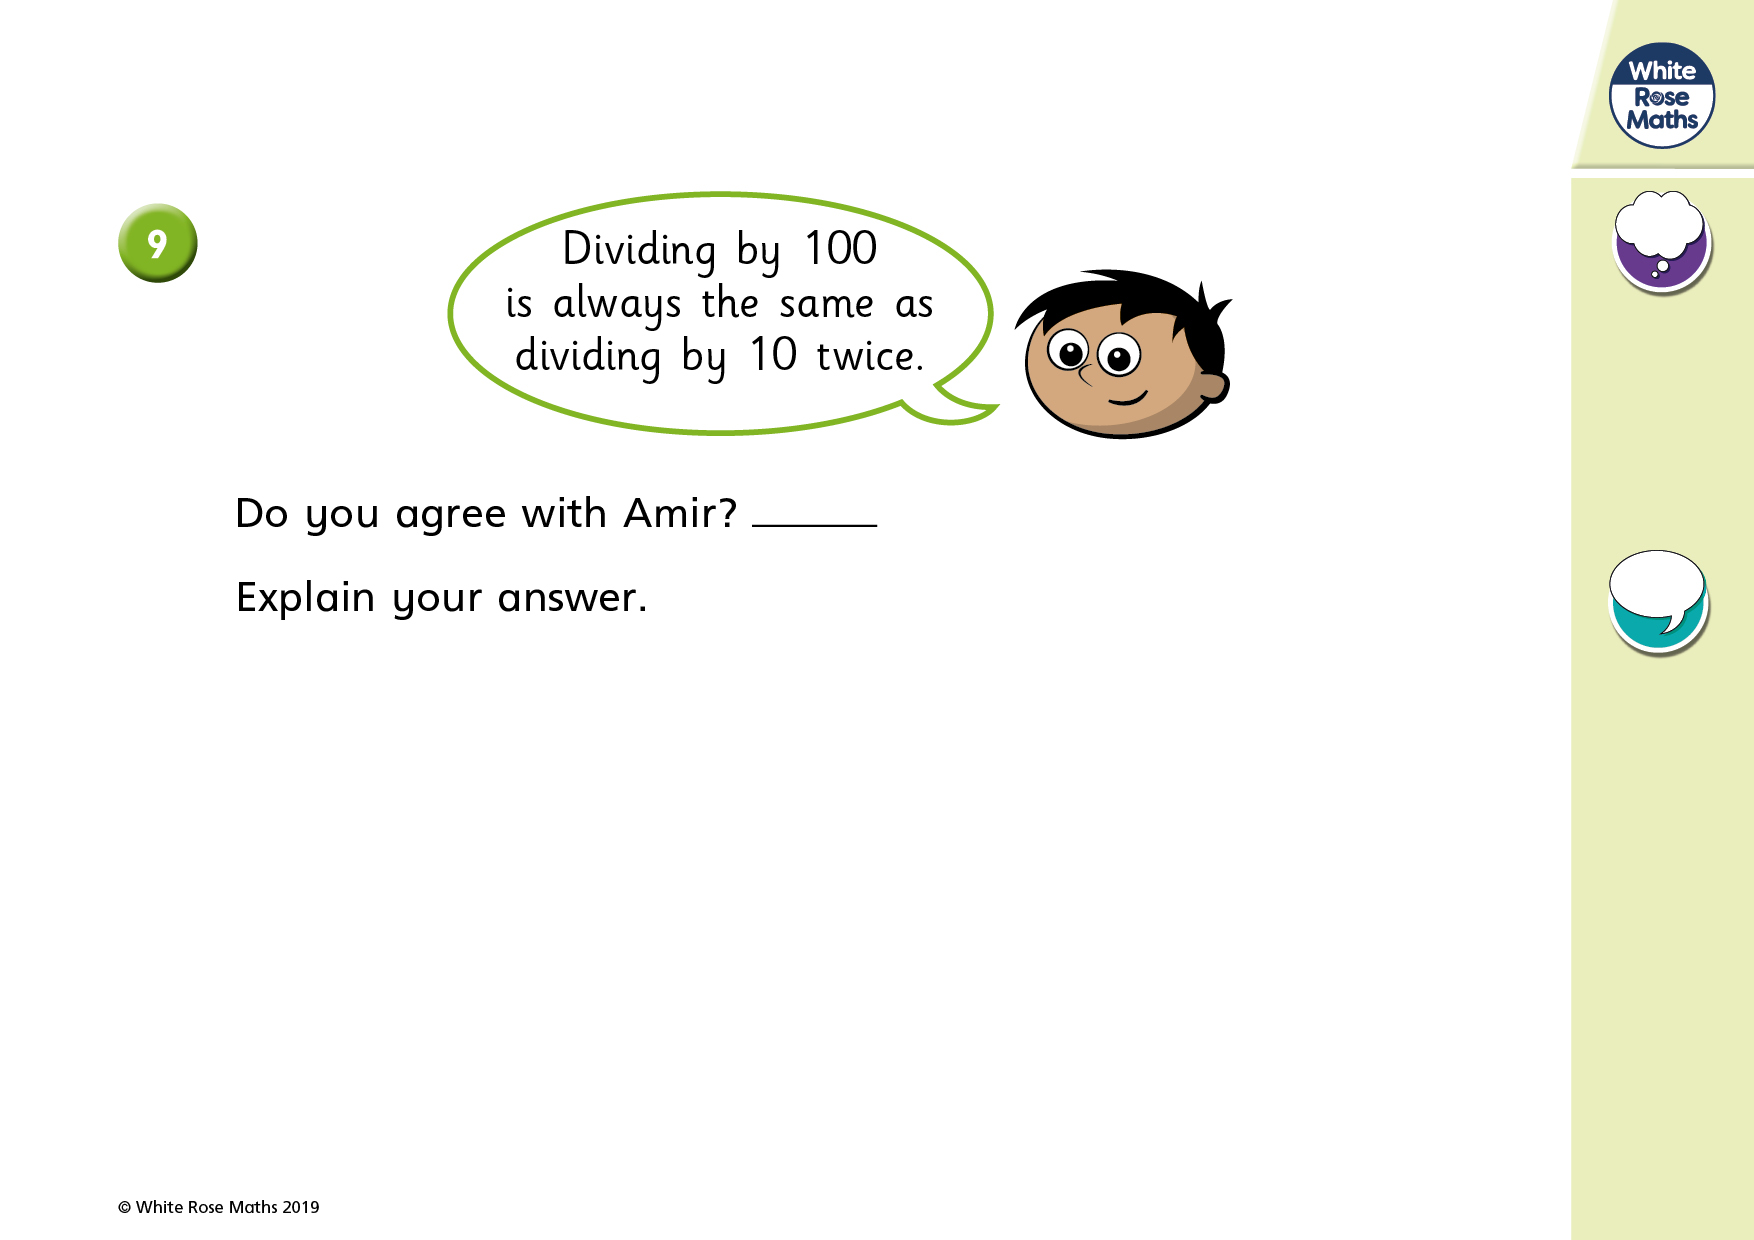 White
Rose
Maths
9
Dividing by 100
is always the same as
dividing by 10 twice.
Do you agree with Amir? ______
Explain your answer.
© White Rose Maths 2019